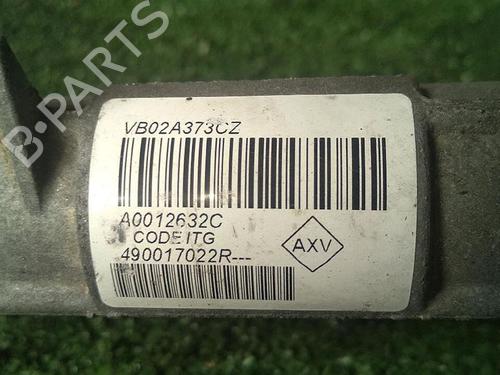 B-PARTS
VB02A373CZ
A0012632C
CODE ITG
490017022R---
AXV